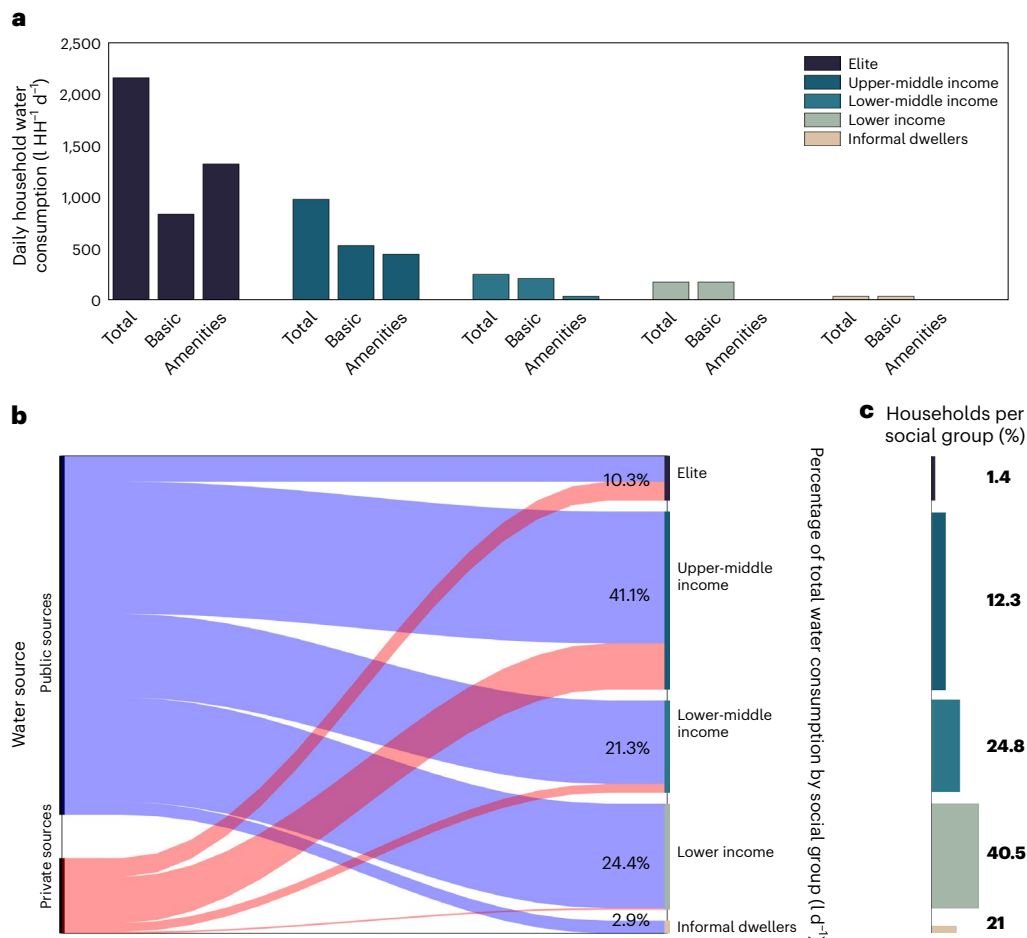 a
Daily household water
consumption (l HH⁻¹ d⁻¹)
2,500
2,000
1,500
1,000
500
0
Elite
Upper-middle income
Lower-middle income
Lower income
Informal dwellers
Total
Basic
Amenities
Total
Basic
Amenities
Total
Basic
Amenities
Total
Basic
Amenities
Total
Basic
Amenities
b
Water source
Public sources
Private sources
10.3%
Elite
41.1%
Upper-middle
income
21.3%
Lower-middle
income
24.4%
Lower income
2.9%
Informal dwellers
Percentage of total water consumption by social group (l d⁻¹)
c
Households per
social group (%)
1.4
12.3
24.8
40.5
21